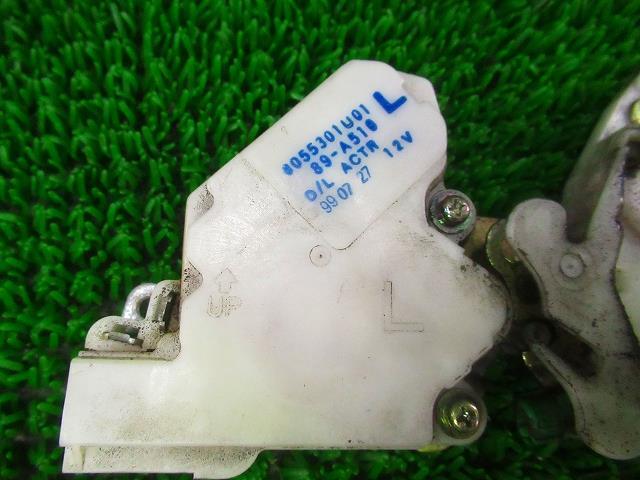 8055301U01
89-A510
D/L ACTR
99 07 27 12V
L
UP
L